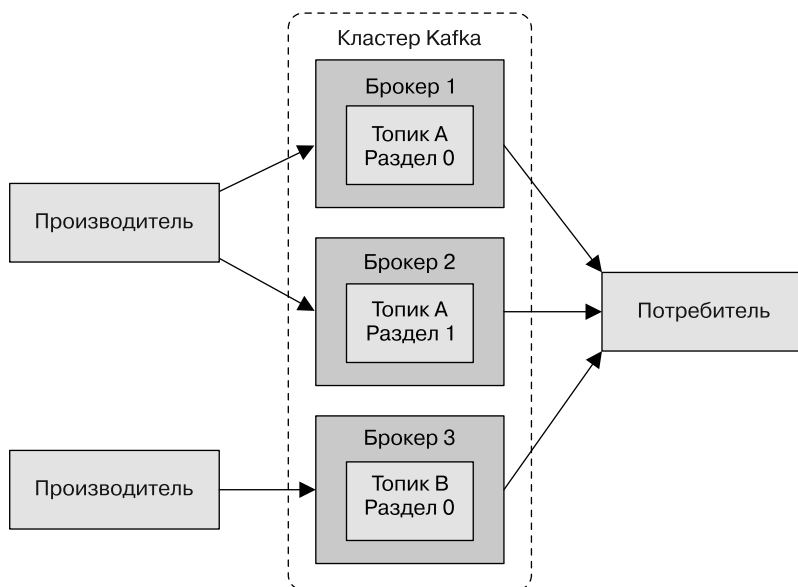 Кластер Kafka
Брокер 1
Топик A
Раздел 0
Производитель
Брокер 2
Топик A
Раздел 1
Потребитель
Брокер 3
Топик B
Раздел 0
Производитель